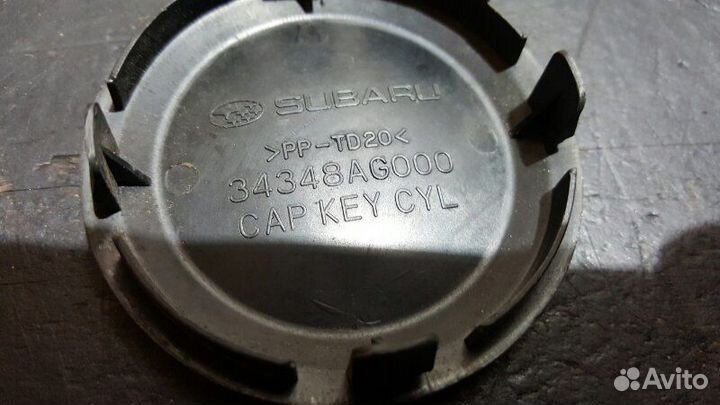 SUBARU
>PP-TD20<
34348AG000
CAP KEY CYL
Avito